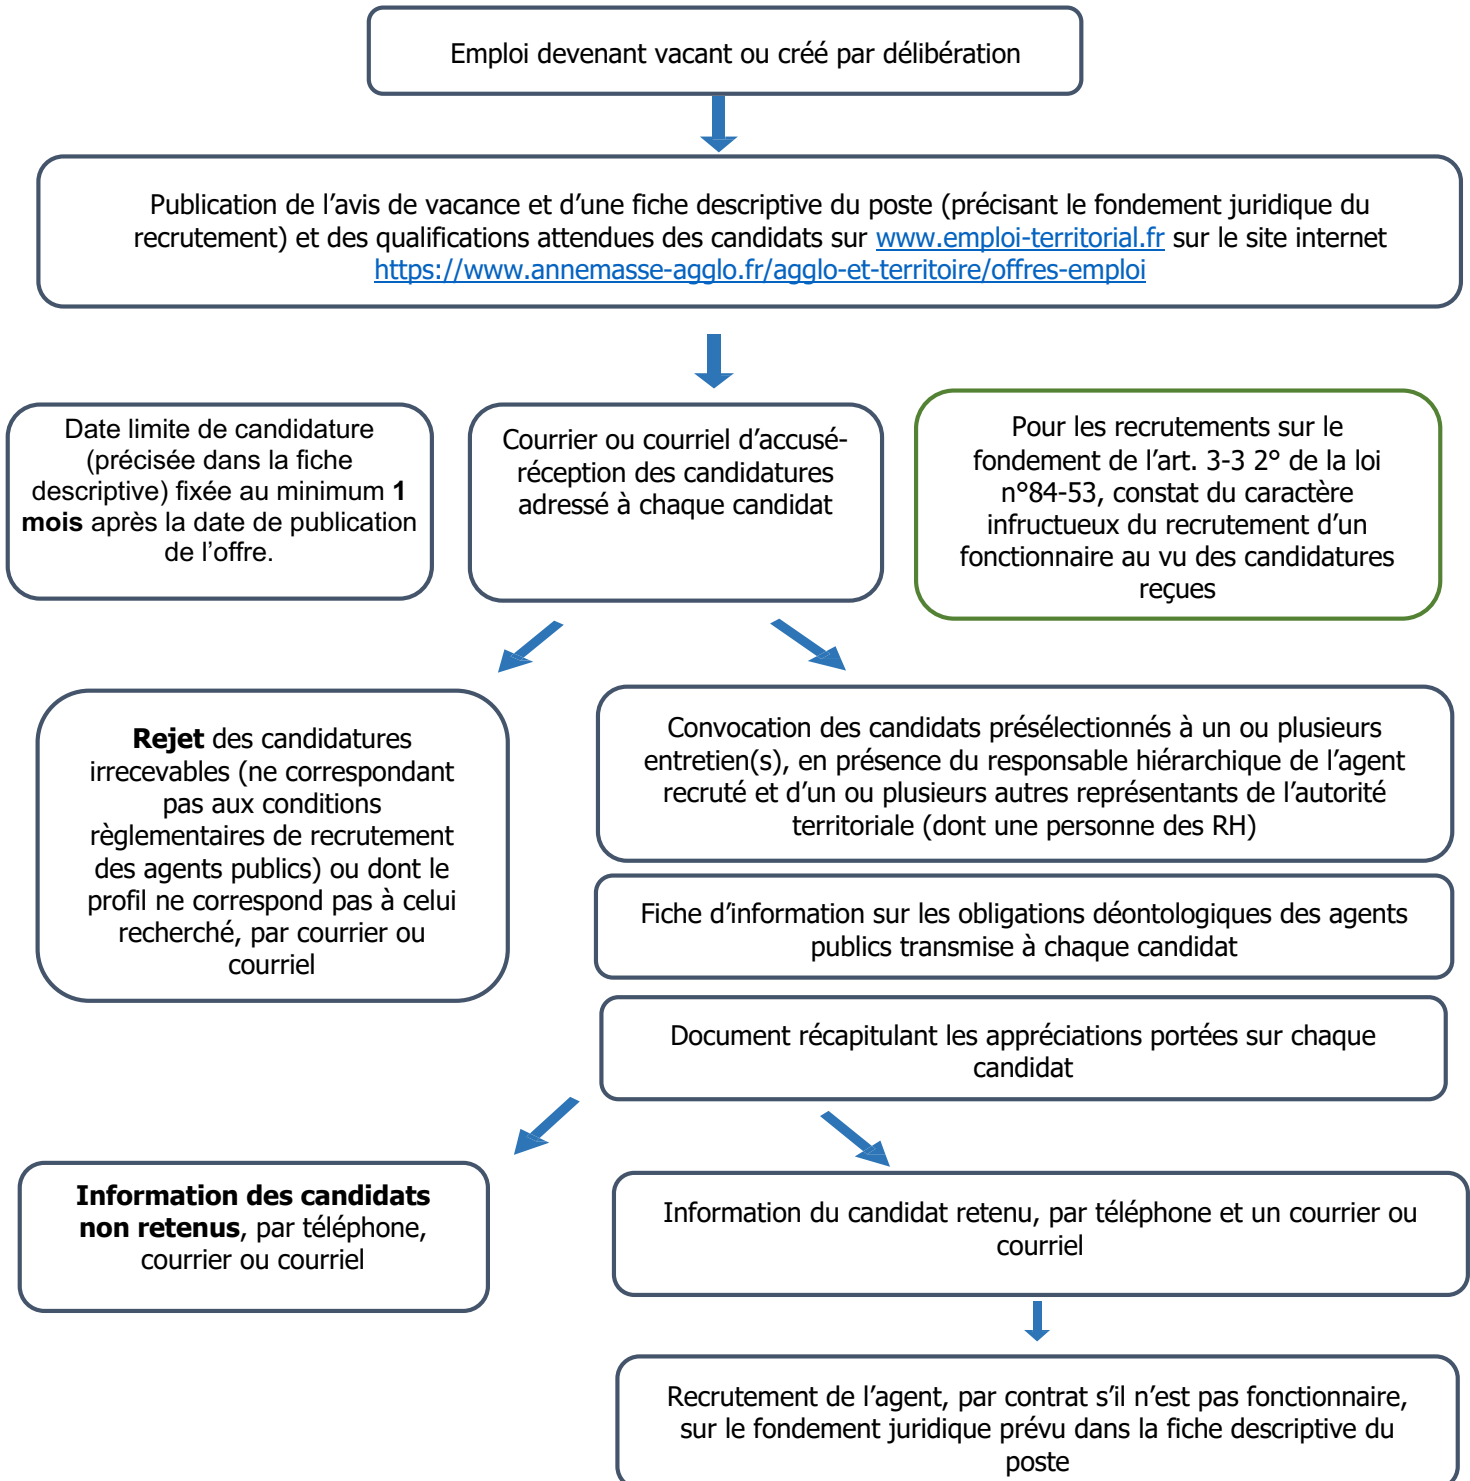 Emploi devenant vacant ou créé par délibération
Publication de l’avis de vacance et d’une fiche descriptive du poste (précisant le fondement juridique du
recrutement) et des qualifications attendues des candidats sur www.emploi-territorial.fr sur le site internet
https://www.annemasse-agglo.fr/agglo-et-territoire/offres-emploi
Date limite de candidature
(précisée dans la fiche
descriptive) fixée au minimum 1
mois après la date de publication
de l’offre.
Courrier ou courriel d’accusé-
réception des candidatures
adressé à chaque candidat
Pour les recrutements sur le
fondement de l’art. 3-3 2° de la loi
n°84-53, constat du caractère
infructueux du recrutement d’un
fonctionnaire au vu des candidatures
reçues
Rejet des candidatures
irrecevables (ne correspondant
pas aux conditions
règlementaires de recrutement
des agents publics) ou dont le
profil ne correspond pas à celui
recherché, par courrier ou
courriel
Convocation des candidats présélectionnés à un ou plusieurs
entretien(s), en présence du responsable hiérarchique de l’agent
recruté et d’un ou plusieurs autres représentants de l’autorité
territoriale (dont une personne des RH)
Fiche d’information sur les obligations déontologiques des agents
publics transmise à chaque candidat
Document récapitulant les appréciations portées sur chaque
candidat
Information des candidats
non retenus, par téléphone,
courrier ou courriel
Information du candidat retenu, par téléphone et un courrier ou
courriel
Recrutement de l’agent, par contrat s’il n’est pas fonctionnaire,
sur le fondement juridique prévu dans la fiche descriptive du
poste